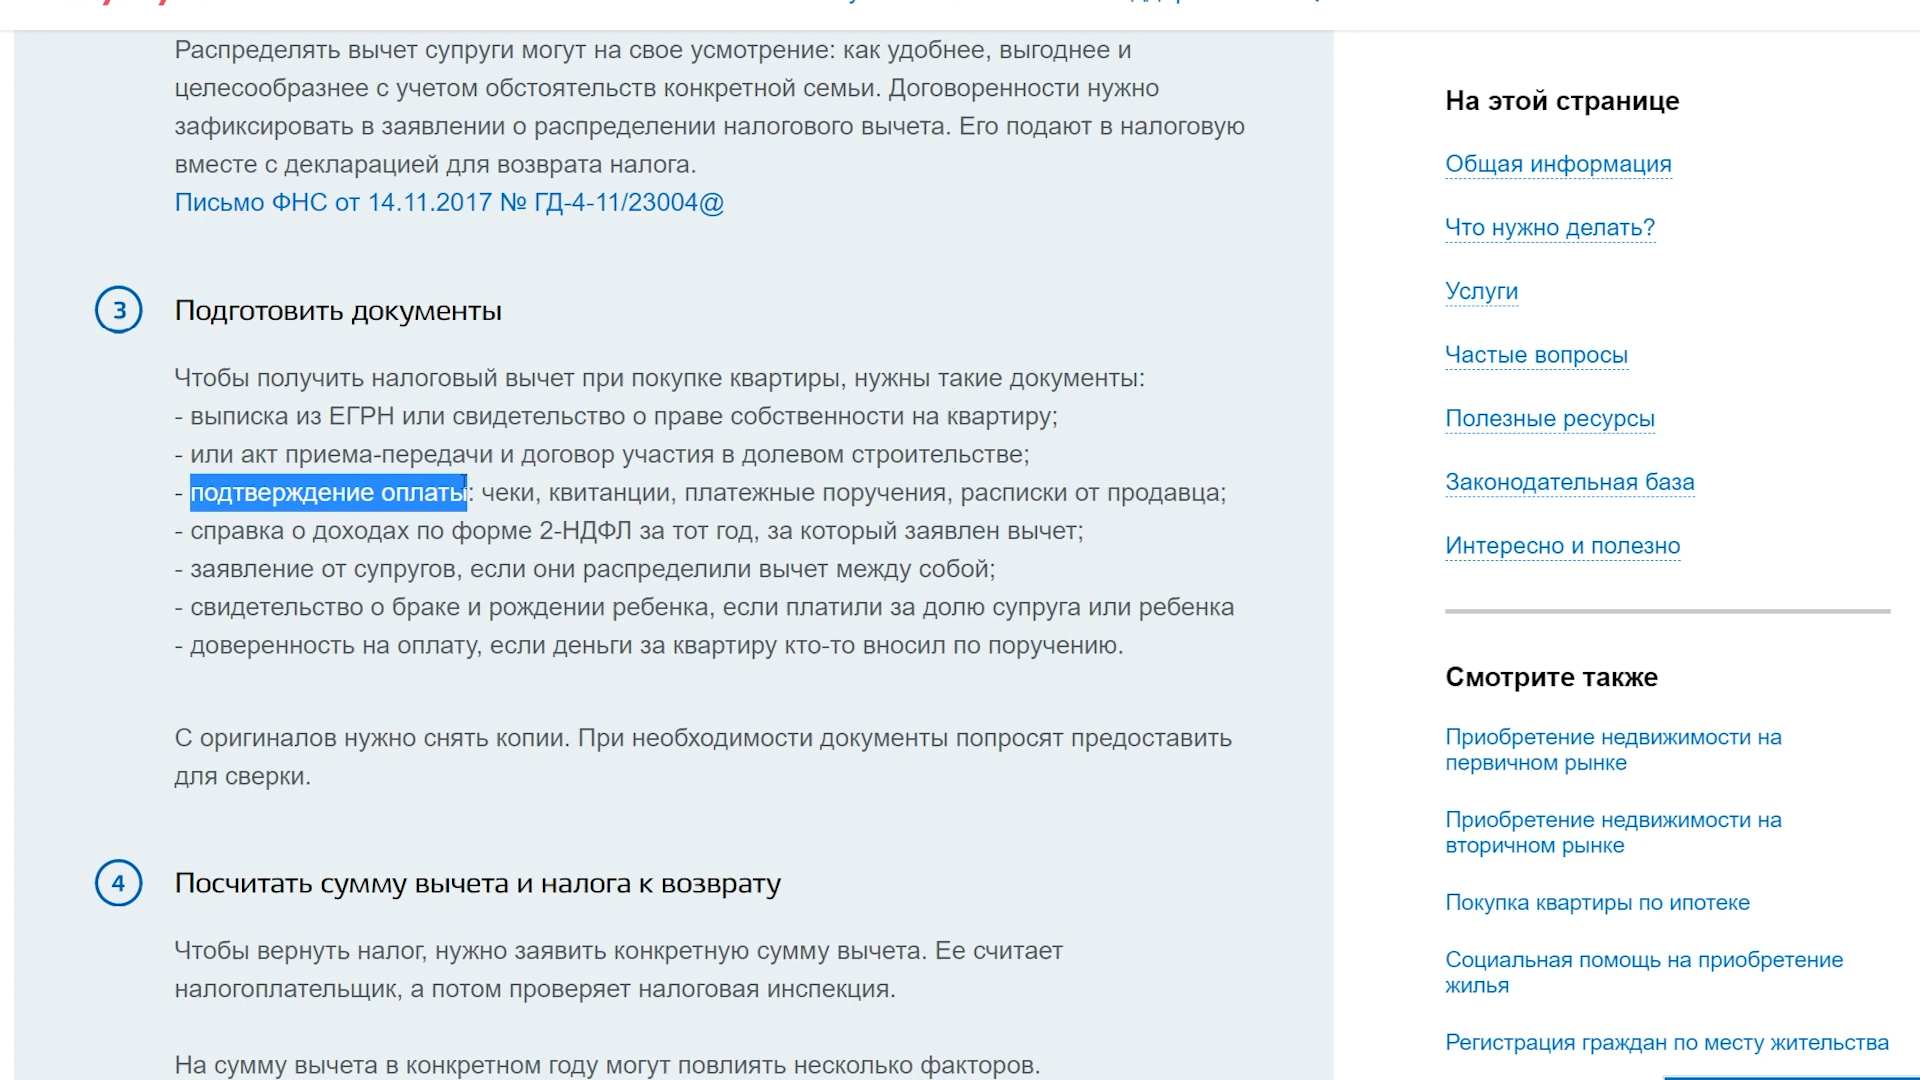 Распределять вычет супруги могут на свое усмотрение: как удобнее, выгоднее и
целесообразнее с учетом обстоятельств конкретной семьи. Договоренности нужно
зафиксировать в заявлении о распределении налогового вычета. Его подают в налоговую
вместе с декларацией для возврата налога.
Письмо ФНС от 14.11.2017 № ГД-4-11/23004@
3 Подготовить документы
Чтобы получить налоговый вычет при покупке квартиры, нужны такие документы:
- выписка из ЕГРН или свидетельство о праве собственности на квартиру;
- или акт приема-передачи и договор участия в долевом строительстве;
- подтверждение оплаты: чеки, квитанции, платежные поручения, расписки от продавца;
- справка о доходах по форме 2-НДФЛ за тот год, за который заявлен вычет;
- заявление от супругов, если они распределили вычет между собой;
- свидетельство о браке и рождении ребенка, если платили за долю супруга или ребенка
- доверенность на оплату, если деньги за квартиру кто-то вносил по поручению.
С оригиналов нужно снять копии. При необходимости документы попросят предоставить
для сверки.
4 Посчитать сумму вычета и налога к возврату
Чтобы вернуть налог, нужно заявить конкретную сумму вычета. Ее считает
налогоплательщик, а потом проверяет налоговая инспекция.
На сумму вычета в конкретном году могут повлиять несколько факторов.
На этой странице
Общая информация
Что нужно делать?
Услуги
Частые вопросы
Полезные ресурсы
Законодательная база
Интересно и полезно
Смотрите также
Приобретение недвижимости на
первичном рынке
Приобретение недвижимости на
вторичном рынке
Покупка квартиры по ипотеке
Социальная помощь на приобретение
жилья
Регистрация граждан по месту жительства